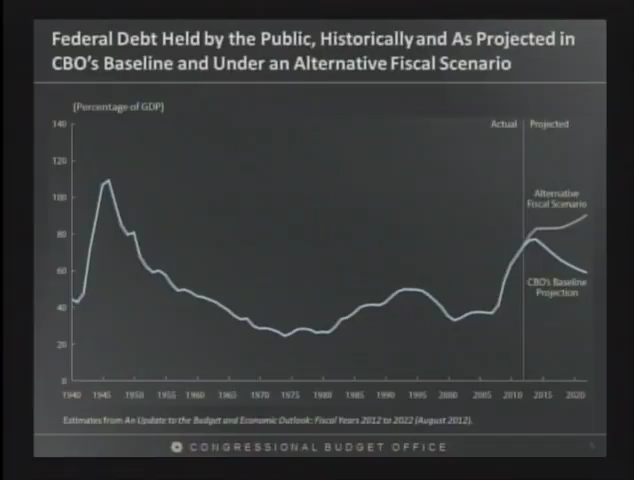 Federal Debt Held by the Public, Historically and As Projected in
CBO's Baseline and Under an Alternative Fiscal Scenario
[Percentage of GDP]
140
Actual
Projected
120
100
Alternative
Fiscal Scenario
80
60
CBO's Baseline
Projection
40
20
0
1940 1945 1950 1955 1960 1965 1970 1975 1980 1985 1990 1995 2000 2005 2010 2015 2020
Estimates from An Update to the Budget and Economic Outlook: Fiscal Years 2012 to 2022 (August 2012).
CONGRESSIONAL BUDGET OFFICE